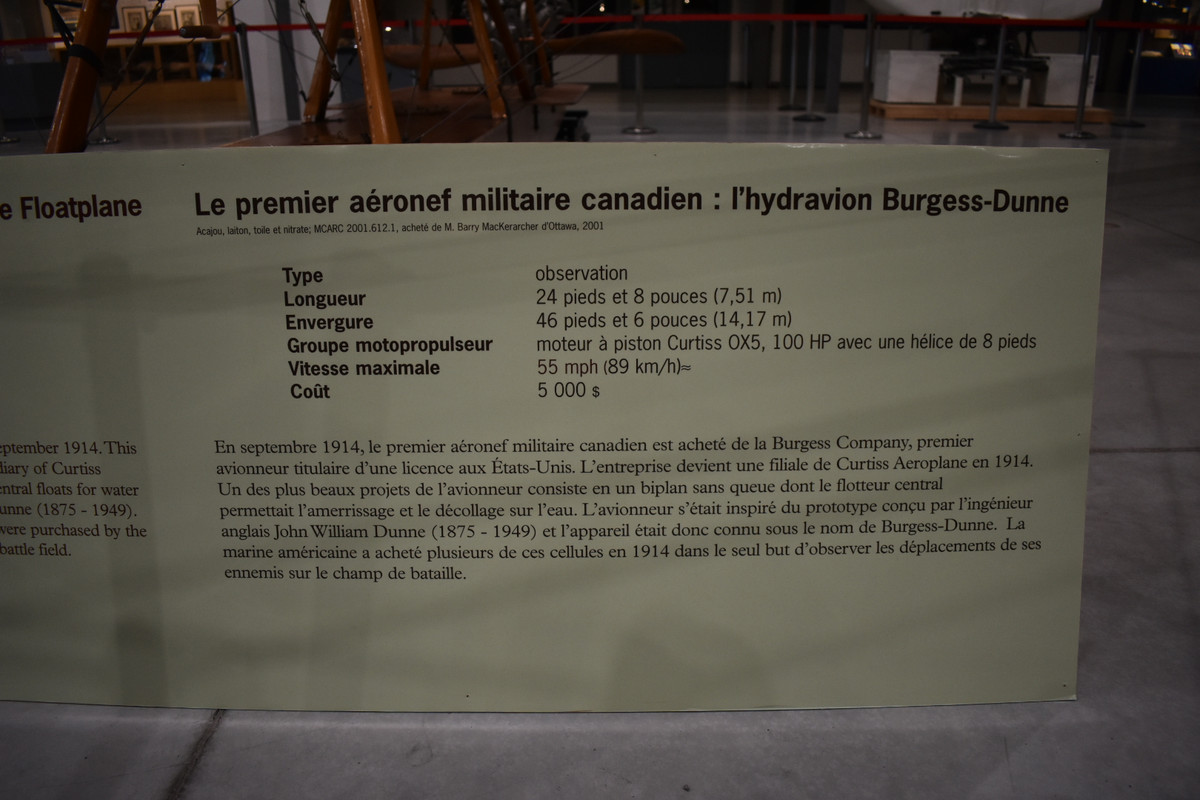 e Floatplane
eptember 1914. This
diary of Curtiss
entral floats for water
unne (1875 - 1949).
were purchased by the
battle field.
Le premier aéronef militaire canadien : l'hydravion Burgess-Dunne
Acajou, laiton, toile et nitrate; MCARC 2001.612.1, acheté de M. Barry MacKerarcher d'Ottawa, 2001
Type observation
Longueur 24 pieds et 8 pouces (7,51 m)
Envergure 46 pieds et 6 pouces (14,17 m)
Groupe motopropulseur moteur à piston Curtiss OX5, 100 HP avec une hélice de 8 pieds
Vitesse maximale 55 mph (89 km/h)≈
Coût 5 000 $
En septembre 1914, le premier aéronef militaire canadien est acheté de la Burgess Company, premier
avionneur titulaire d'une licence aux États-Unis. L'entreprise devient une filiale de Curtiss Aeroplane en 1914.
Un des plus beaux projets de l'avionneur consiste en un biplan sans queue dont le flotteur central
permettait l'amerrissage et le décollage sur l'eau. L'avionneur s'était inspiré du prototype conçu par l'ingénieur
anglais John William Dunne (1875 - 1949) et l'appareil était donc connu sous le nom de Burgess-Dunne. La
marine américaine a acheté plusieurs de ces cellules en 1914 dans le seul but d'observer les déplacements de ses
ennemis sur le champ de bataille.